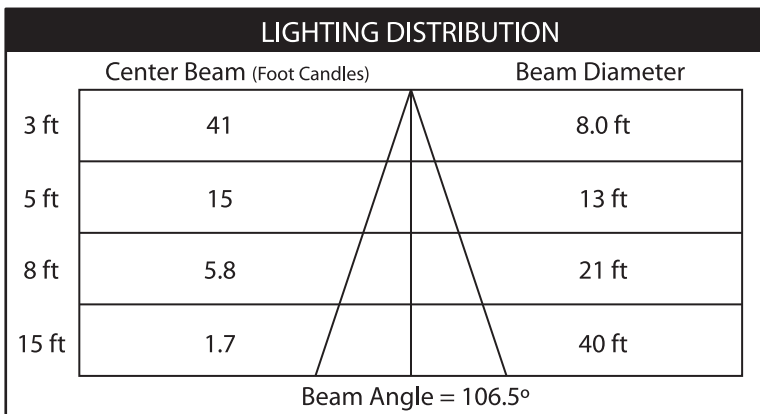 LIGHTING DISTRIBUTION
Center Beam (Foot Candles) Beam Diameter
3 ft 41 8.0 ft
5 ft 15 13 ft
8 ft 5.8 21 ft
15 ft 1.7 40 ft
Beam Angle = 106.5º